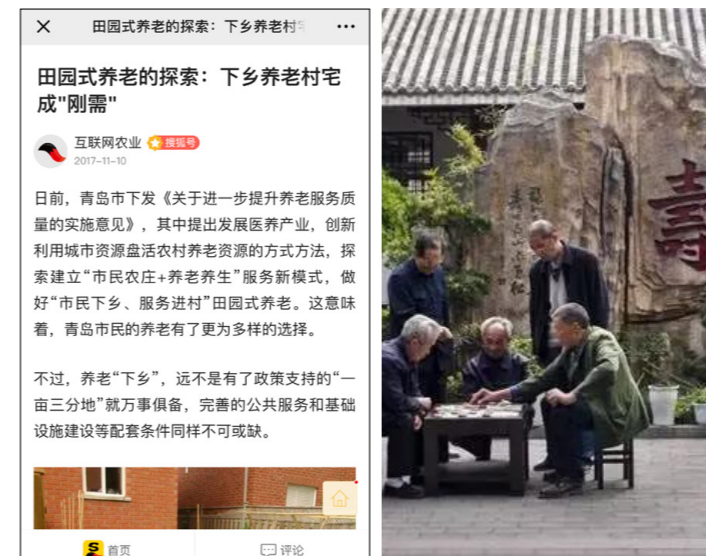 田园式养老的探索：下乡养老村
田园式养老的探索：下乡养老村宅
成"刚需"
互联网农业 搜狐号
2017-11-10
日前，青岛市下发《关于进一步提升养老服务质
量的实施意见》，其中提出发展医养产业，创新
利用城市资源盘活农村养老资源的方式方法，探
索建立“市民农庄+养老养生”服务新模式，做
好“市民下乡、服务进村”田园式养老。这意味
着，青岛市民的养老有了更为多样的选择。
不过，养老“下乡”，远不是有了政策支持的“一
亩三分地”就万事俱备，完善的公共服务和基础
设施建设等配套条件同样不可或缺。
首页 评论
壽